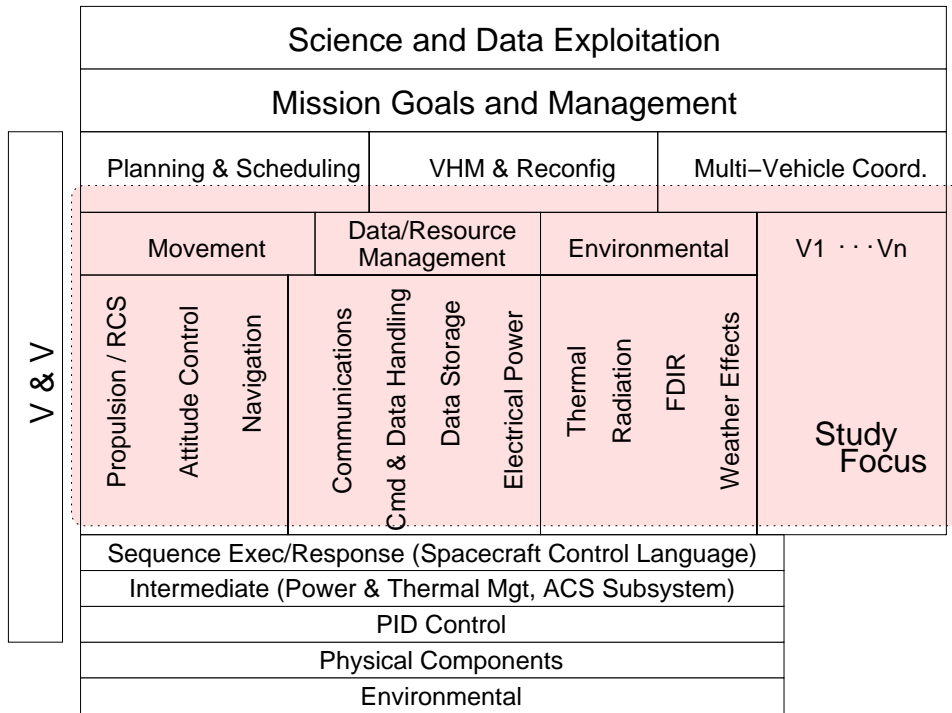 Science and Data Exploitation
Mission Goals and Management
Planning & Scheduling
VHM & Reconfig
Multi−Vehicle Coord.
Movement
Data/Resource
Management
Environmental
V1 ··· Vn
V & V
Propulsion / RCS
Attitude Control
Navigation
Communications
Cmd & Data Handling
Data Storage
Electrical Power
Thermal
Radiation
FDIR
Weather Effects
Study
Focus
Sequence Exec/Response (Spacecraft Control Language)
Intermediate (Power & Thermal Mgt, ACS Subsystem)
PID Control
Physical Components
Environmental